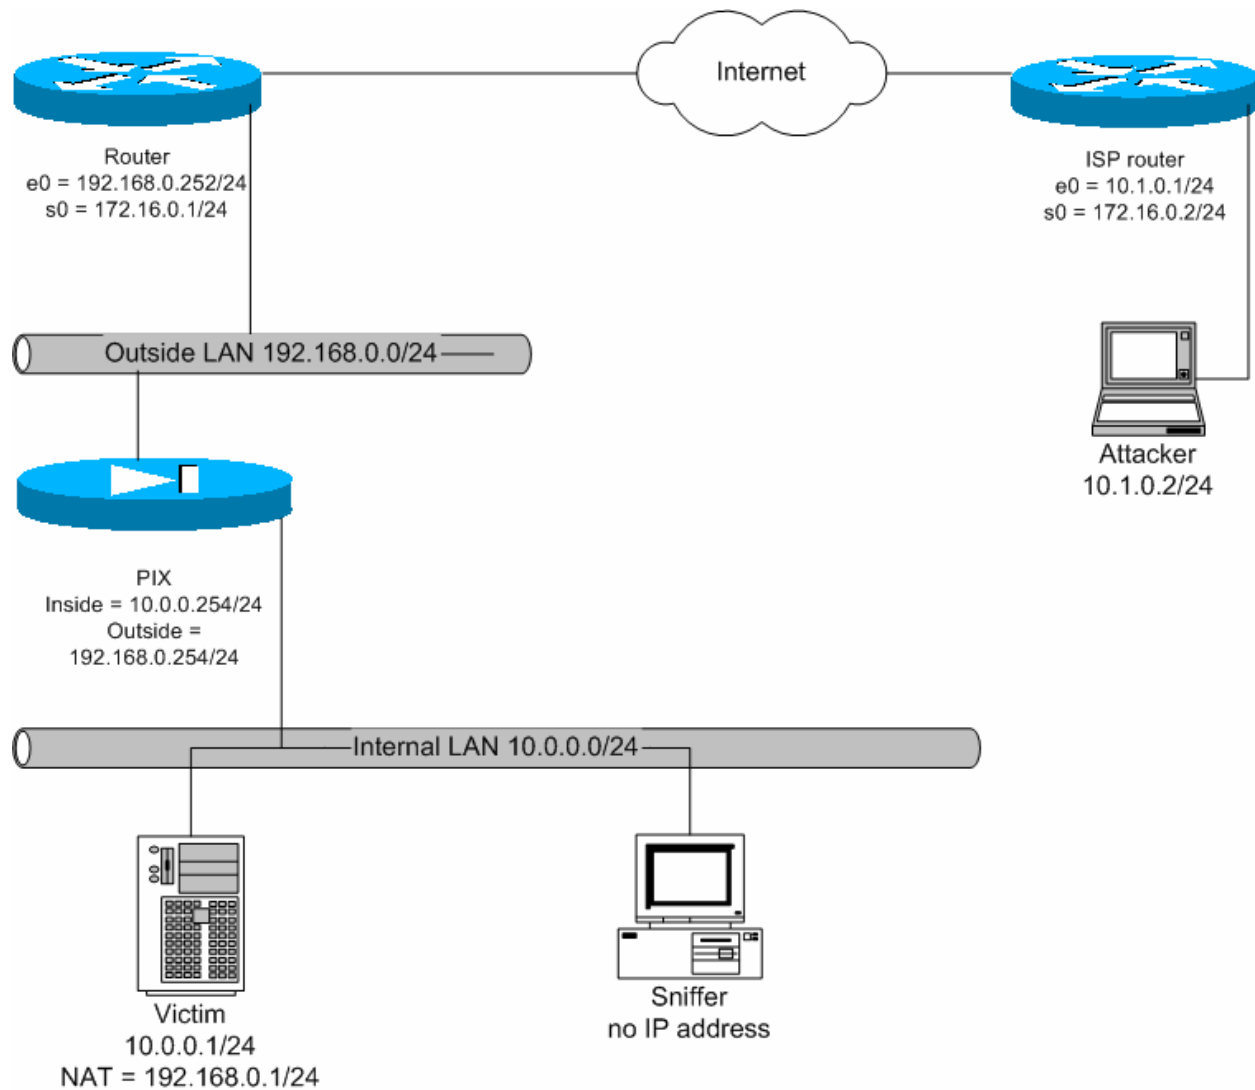 Internet
Router
e0 = 192.168.0.252/24
s0 = 172.16.0.1/24
ISP router
e0 = 10.1.0.1/24
s0 = 172.16.0.2/24
Outside LAN 192.168.0.0/24
Attacker
10.1.0.2/24
PIX
Inside = 10.0.0.254/24
Outside =
192.168.0.254/24
Internal LAN 10.0.0.0/24
Victim
10.0.0.1/24
NAT = 192.168.0.1/24
Sniffer
no IP address